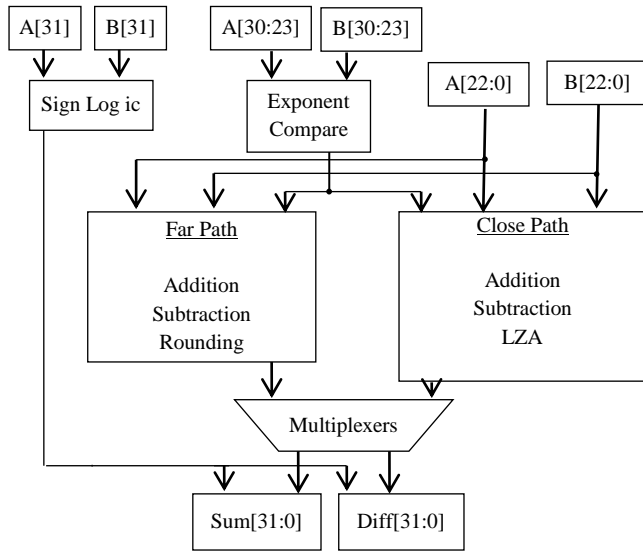 A[31]
B[31]
A[30:23]
B[30:23]
A[22:0]
B[22:0]
Sign Log ic
Exponent
Compare
Far Path
Addition
Subtraction
Rounding
Close Path
Addition
Subtraction
LZA
Multiplexers
Sum[31:0]
Diff[31:0]